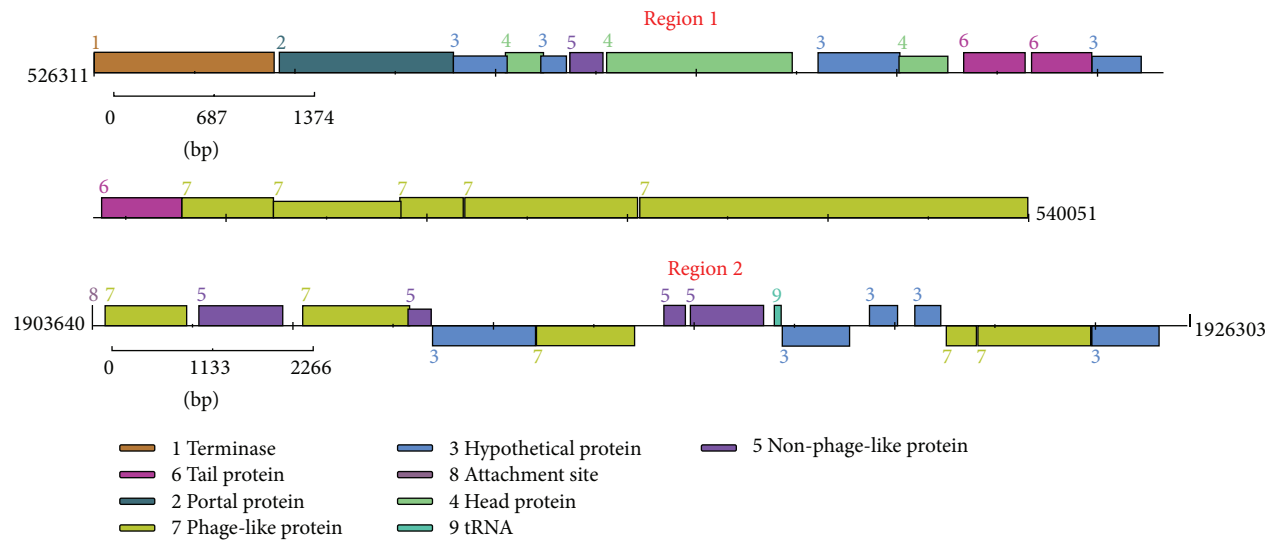 Region 1
1 2 3 4 3 5 4 3 4 6 6 3
526311
0 687 1374
(bp)
6 7 7 7 7 7
540051
Region 2
8 7 5 7 5 5 5 9 3 3
1903640
1926303
3 7 3 7 7 3
0 1133 2266
(bp)
1 Terminase
6 Tail protein
2 Portal protein
7 Phage-like protein
3 Hypothetical protein
8 Attachment site
4 Head protein
9 tRNA
5 Non-phage-like protein